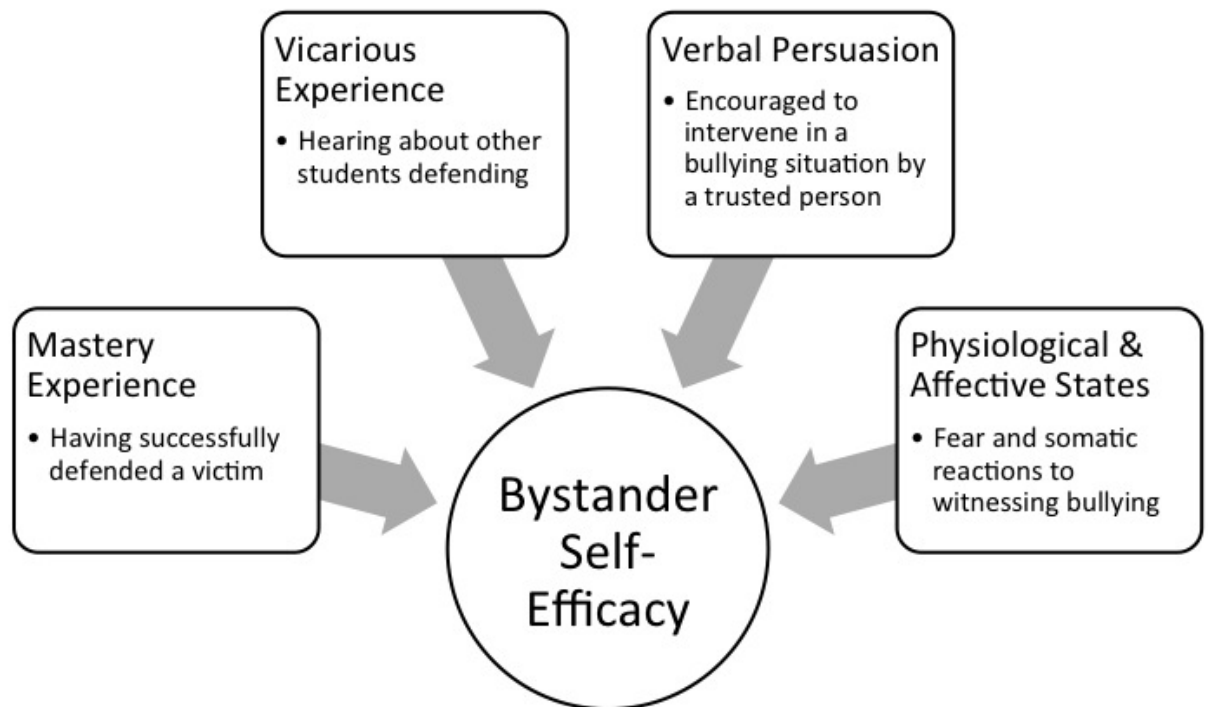 Vicarious
Experience
• Hearing about other
students defending
Verbal Persuasion
• Encouraged to
intervene in a
bullying situation by
a trusted person
Mastery
Experience
• Having successfully
defended a victim
Physiological &
Affective States
• Fear and somatic
reactions to
witnessing bullying
Bystander
Self-
Efficacy